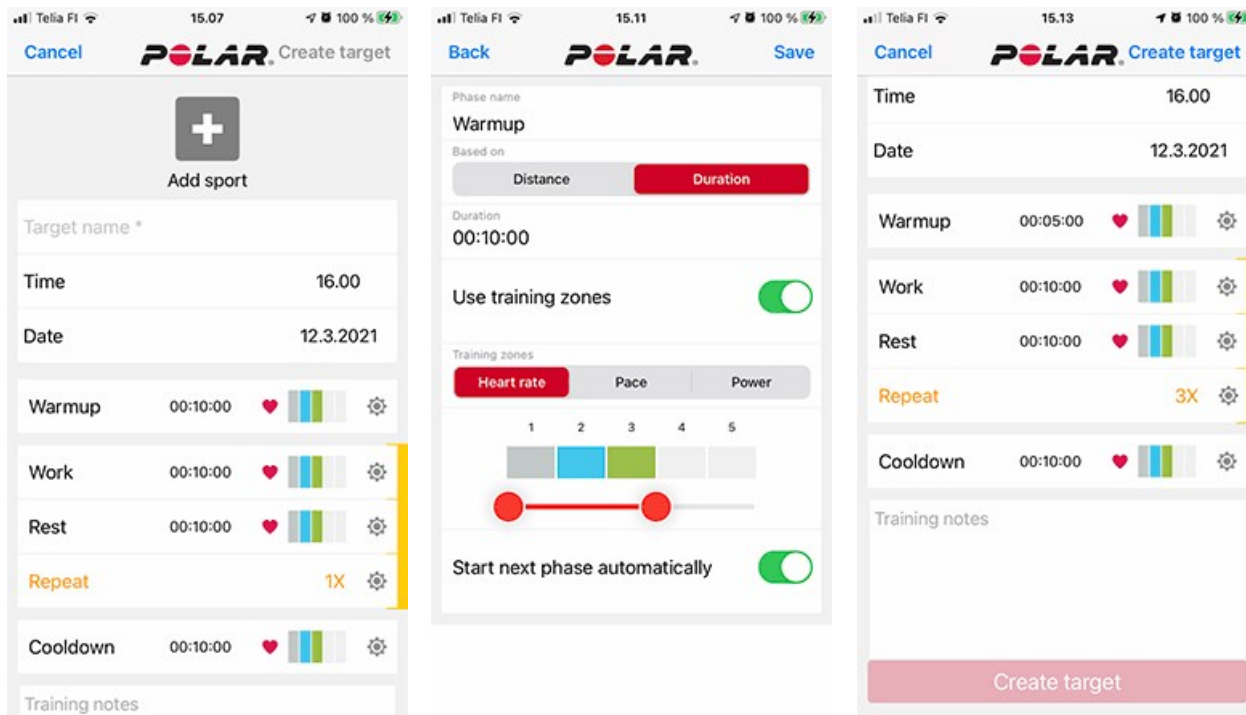 Telia FI 15.07 100 %
Cancel POLAR. Create target
Add sport
Target name *
Time 16.00
Date 12.3.2021
Warmup 00:10:00
Work 00:10:00
Rest 00:10:00
Repeat 1X
Cooldown 00:10:00
Training notes
Telia FI 15.11 100 %
Back POLAR. Save
Phase name
Warmup
Based on
Distance Duration
Duration
00:10:00
Use training zones
Training zones
Heart rate Pace Power
1 2 3 4 5
Start next phase automatically
Telia FI 15.13 100 %
Cancel POLAR. Create target
Time 16.00
Date 12.3.2021
Warmup 00:05:00
Work 00:10:00
Rest 00:10:00
Repeat 3X
Cooldown 00:10:00
Training notes
Create target